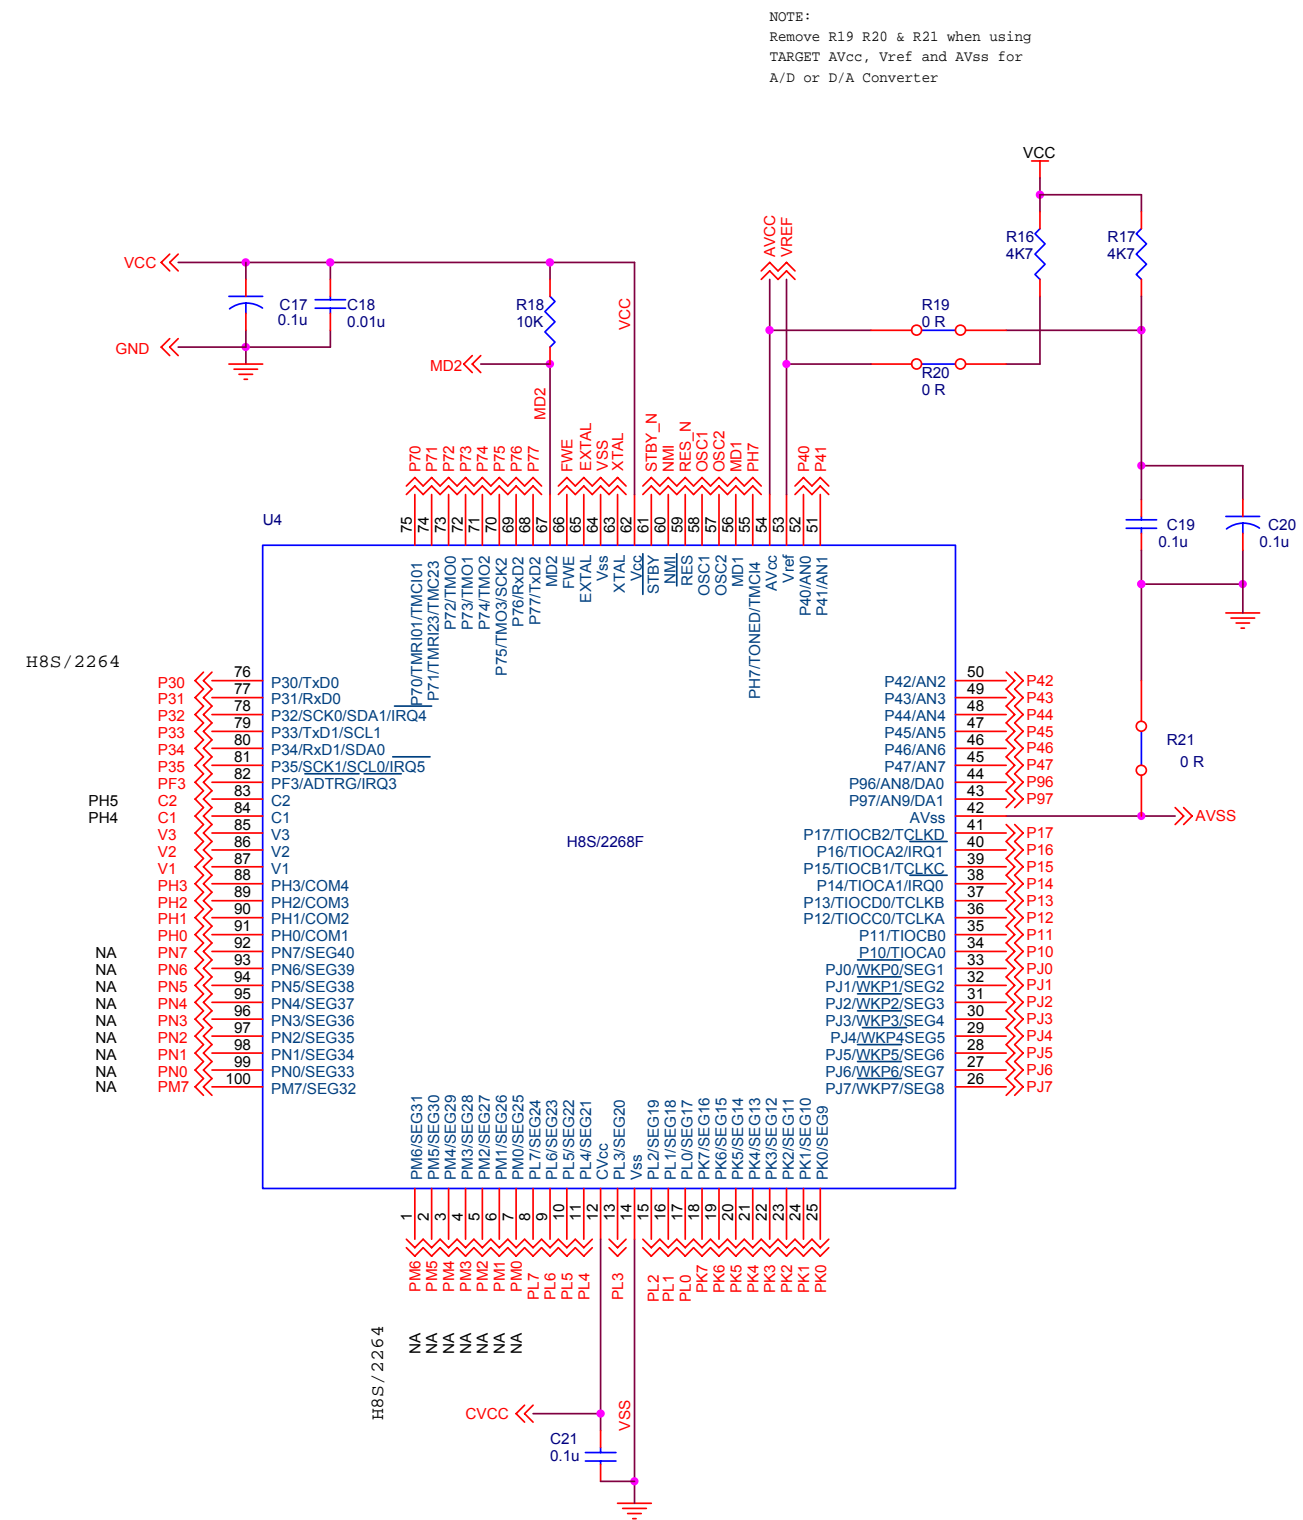 NOTE:
Remove R19 R20 & R21 when using
TARGET AVcc, Vref and AVss for
A/D or D/A Converter
VCC
AVCC
VREF
R16
4K7
R17
4K7
VCC
C17
0.1u
C18
0.01u
R18
10K
VCC
R19
0 R
GND
MD2
R20
0 R
MD2
P70
P71
P72
P73
P74
P75
P76
P77
FWE
EXTAL
VSS
XTAL
STBY_N
NMI
RES_N
OSC1
OSC2
MD1
PH7
P40
P41
75
74
73
72
71
70
69
68
67
66
65
64
63
62
61
60
59
58
57
56
55
54
53
52
51
C19
0.1u
C20
0.1u
U4
P70/TMRI01/TMCI01
P71/TMRI23/TMC23
P72/TMO0
P73/TMO1
P74/TMO2
P75/TMO3/SCK2
P76/RxD2
P77/TxD2
MD2
FWE
EXTAL
Vss
XTAL
Vcc
STBY
NMI
RES
OSC1
OSC2
MD1
PH7/TONED/TMCI4
AVcc
Vref
P40/AN0
P41/AN1
H8S/2264
P30 76 P30/TxD0
P31 77 P31/RxD0
P32 78 P32/SCK0/SDA1/IRQ4
P33 79 P33/TxD1/SCL1
P34 80 P34/RxD1/SDA0
P35 81 P35/SCK1/SCL0/IRQ5
PF3 82 PF3/ADTRG/IRQ3
PH5 C2 83 C2
PH4 C1 84 C1
V3 85 V3
V2 86 V2
V1 87 V1
PH3 88 PH3/COM4
PH2 89 PH2/COM3
PH1 90 PH1/COM2
PH0 91 PH0/COM1
NA PN7 92 PN7/SEG40
NA PN6 93 PN6/SEG39
NA PN5 94 PN5/SEG38
NA PN4 95 PN4/SEG37
NA PN3 96 PN3/SEG36
NA PN2 97 PN2/SEG35
NA PN1 98 PN1/SEG34
NA PN0 99 PN0/SEG33
NA PM7 100 PM7/SEG32
H8S/2268F
P42/AN2 50 P42
P43/AN3 49 P43
P44/AN4 48 P44
P45/AN5 47 P45
P46/AN6 46 P46
P47/AN7 45 P47
P96/AN8/DA0 44 P96
P97/AN9/DA1 43 P97
AVss 42 AVSS
P17/TIOCB2/TCLKD 41 P17
P16/TIOCA2/IRQ1 40 P16
P15/TIOCB1/TCLKC 39 P15
P14/TIOCA1/IRQ0 38 P14
P13/TIOCD0/TCLKB 37 P13
P12/TIOCC0/TCLKA 36 P12
P11/TIOCB0 35 P11
P10/TIOCA0 34 P10
PJ0/WKP0/SEG1 33 PJ0
PJ1/WKP1/SEG2 32 PJ1
PJ2/WKP2/SEG3 31 PJ2
PJ3/WKP3/SEG4 30 PJ3
PJ4/WKP4SEG5 29 PJ4
PJ5/WKP5/SEG6 28 PJ5
PJ6/WKP6/SEG7 27 PJ6
PJ7/WKP7/SEG8 26 PJ7
R21
0 R
PM6/SEG31
PM5/SEG30
PM4/SEG29
PM3/SEG28
PM2/SEG27
PM1/SEG26
PM0/SEG25
PL7/SEG24
PL6/SEG23
PL5/SEG22
PL4/SEG21
CVcc
PL3/SEG20
Vss
PL2/SEG19
PL1/SEG18
PL0/SEG17
PK7/SEG16
PK6/SEG15
PK5/SEG14
PK4/SEG13
PK3/SEG12
PK2/SEG11
PK1/SEG10
PK0/SEG9
1
2
3
4
5
6
7
8
9
10
11
12
13
14
15
16
17
18
19
20
21
22
23
24
25
PM6
PM5
PM4
PM3
PM2
PM1
PM0
PL7
PL6
PL5
PL4
PL3
PL2
PL1
PL0
PK7
PK6
PK5
PK4
PK3
PK2
PK1
PK0
H8S/2264
NA
NA
NA
NA
NA
NA
NA
CVCC
VSS
C21
0.1u